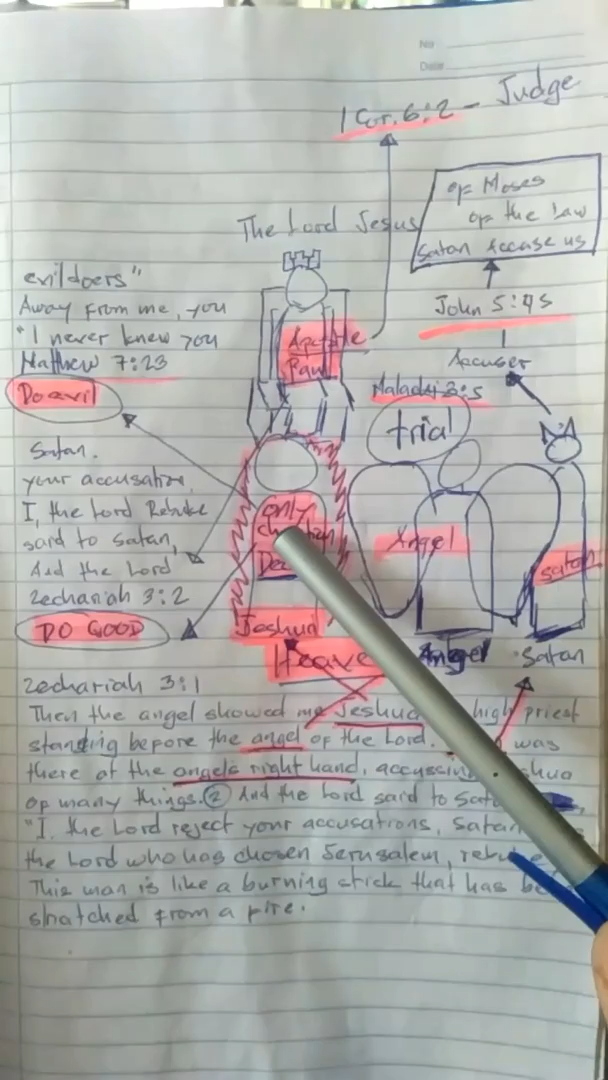 No
Date
1 Cor. 6:2 - Judge
of Moses
of the Law
Satan Accuse us
The Lord Jesus
John 5:45
Accuser
evildoers"
Away from me, you
"I never knew you
Matthew 7:23
Do evil
Apostle
Paul
Malachi 3:5
trial
Satan.
your accusation,
I, the Lord Rebuke
said to Satan,
And the Lord
Zechariah 3:2
DO GOOD
only
Angel
Satan
Jeshua
Heave
Angel
Satan
Zechariah 3:1
Then the angel showed me Jeshua high priest
standing before the angel of the Lord. was
there at the angels right hand, accussin shua
of many things. 2 And the Lord said to Sat
"I, the Lord reject your accusations, Satan
the Lord who has chosen Jerusalem, rebu
This man is like a burning stick that has be
snatched from a fire.